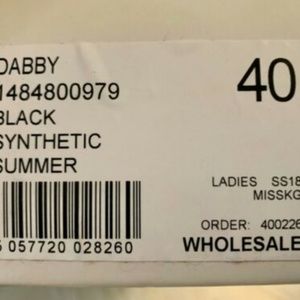 DABBY
1484800979
BLACK
SYNTHETIC
SUMMER
40
LADIES SS18
MISSKG
ORDER: 400226
WHOLESALE
5 057720 028260